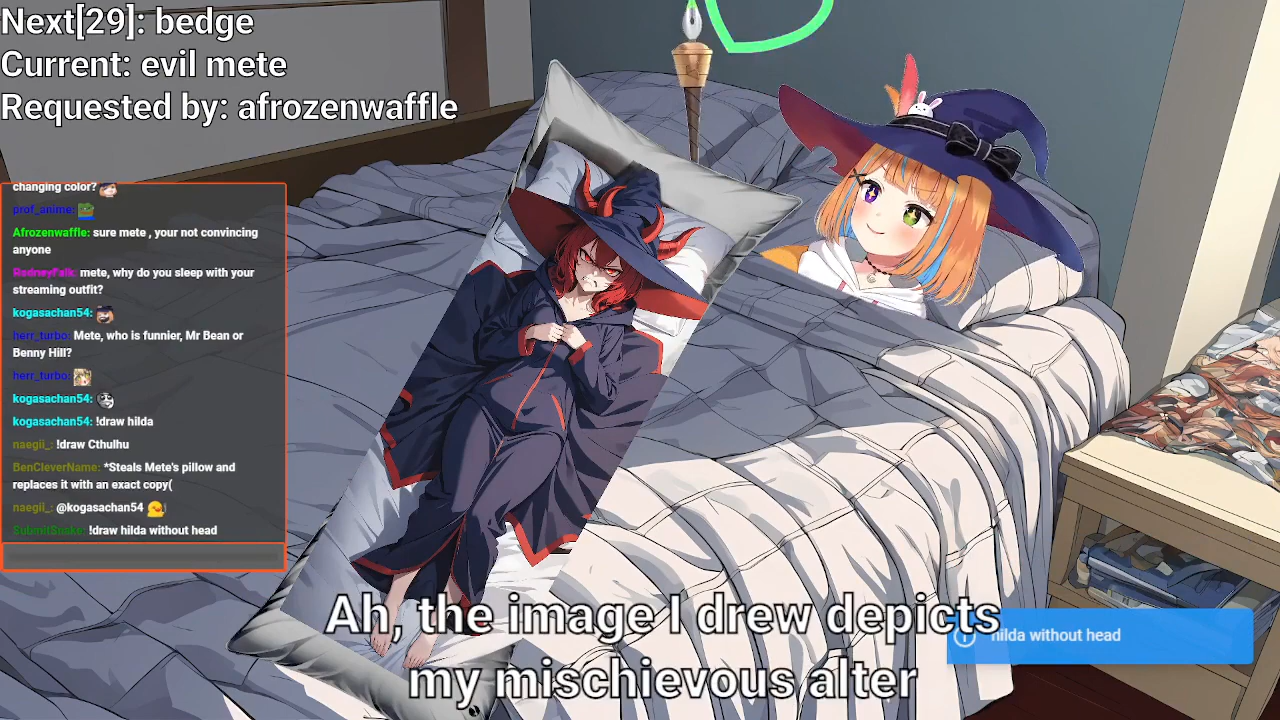 Next[29]: bedge
Current: evil mete
Requested by: afrozenwaffle
changing color?
prof_anime:
Afrozenwaffle: sure mete , your not convincing
anyone
RodneyFalk: mete, why do you sleep with your
streaming outfit?
kogasachan54:
herr_turbo: Mete, who is funnier, Mr Bean or
Benny Hill?
herr_turbo:
kogasachan54:
kogasachan54: !draw hilda
naegii_: !draw Cthulhu
BenCleverName: *Steals Mete's pillow and
replaces it with an exact copy(
naegii_: @kogasachan54
SubmitSnake: !draw hilda without head
Ah, the image I drew depicts
my mischievous alter
hilda without head